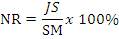 NR = JS/SM x 100%